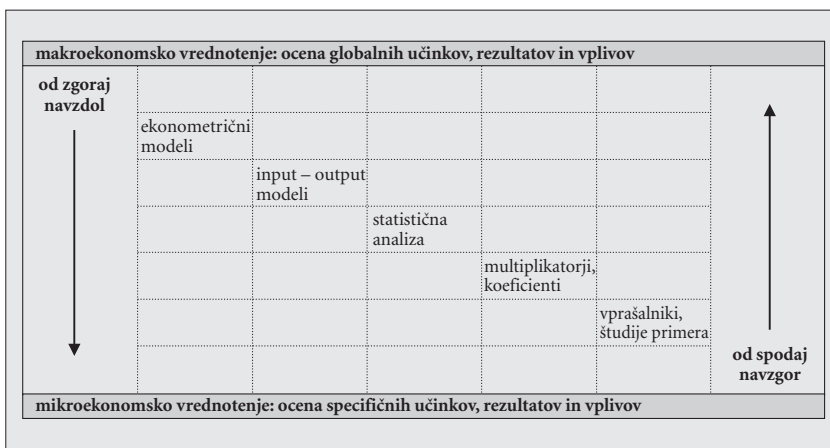 makroekonomsko vrednotenje: ocena globalnih učinkov, rezultatov in vplivov
od zgoraj
navzdol
ekonometrični
modeli
input – output
modeli
statistična
analiza
multiplikatorji,
koeficienti
vprašalniki,
študije primera
od spodaj
navzgor
mikroekonomsko vrednotenje: ocena specifičnih učinkov, rezultatov in vplivov